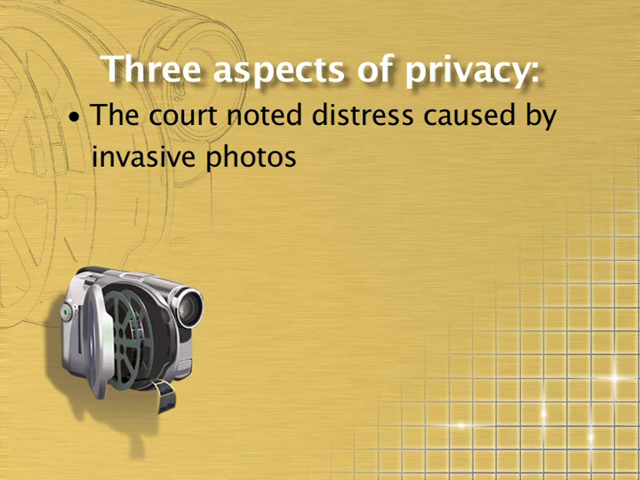 Three aspects of privacy:
• The court noted distress caused by
invasive photos